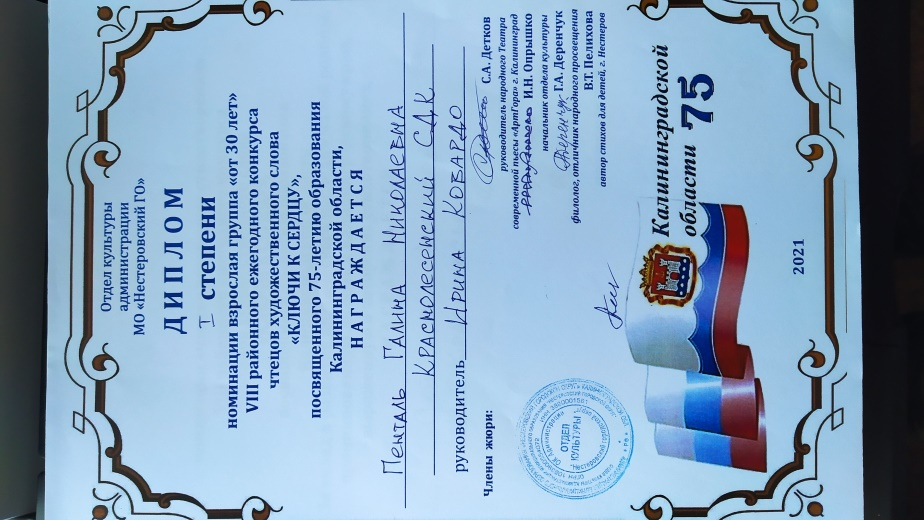 Отдел культуры
администрации
МО «Нестеровский ГО»
ДИПЛОМ
I степени
номинации взрослая группа «от 30 лет»
VIII районного ежегодного конкурса
чтецов художественного слова
«КЛЮЧИ К СЕРДЦУ»,
посвященного 75-летию образования
Калининградской области,
НАГРАЖДАЕТСЯ
Пенталь Галина Николаевна
Краснолесенский СДК
руководитель Ирина Ковардо
Члены жюри:
С.А. Детков
руководитель народного Театра
современной пьесы «АртГора» г. Калининград
И.Н. Опрышко
начальник отдела культуры
Г.А. Деренчук
филолог, отличник народного просвещения
В.Т. Пелихова
автор стихов для детей, г. Нестеров
ОТДЕЛ
КУЛЬТУРЫ
Калининградской
области 75
2021